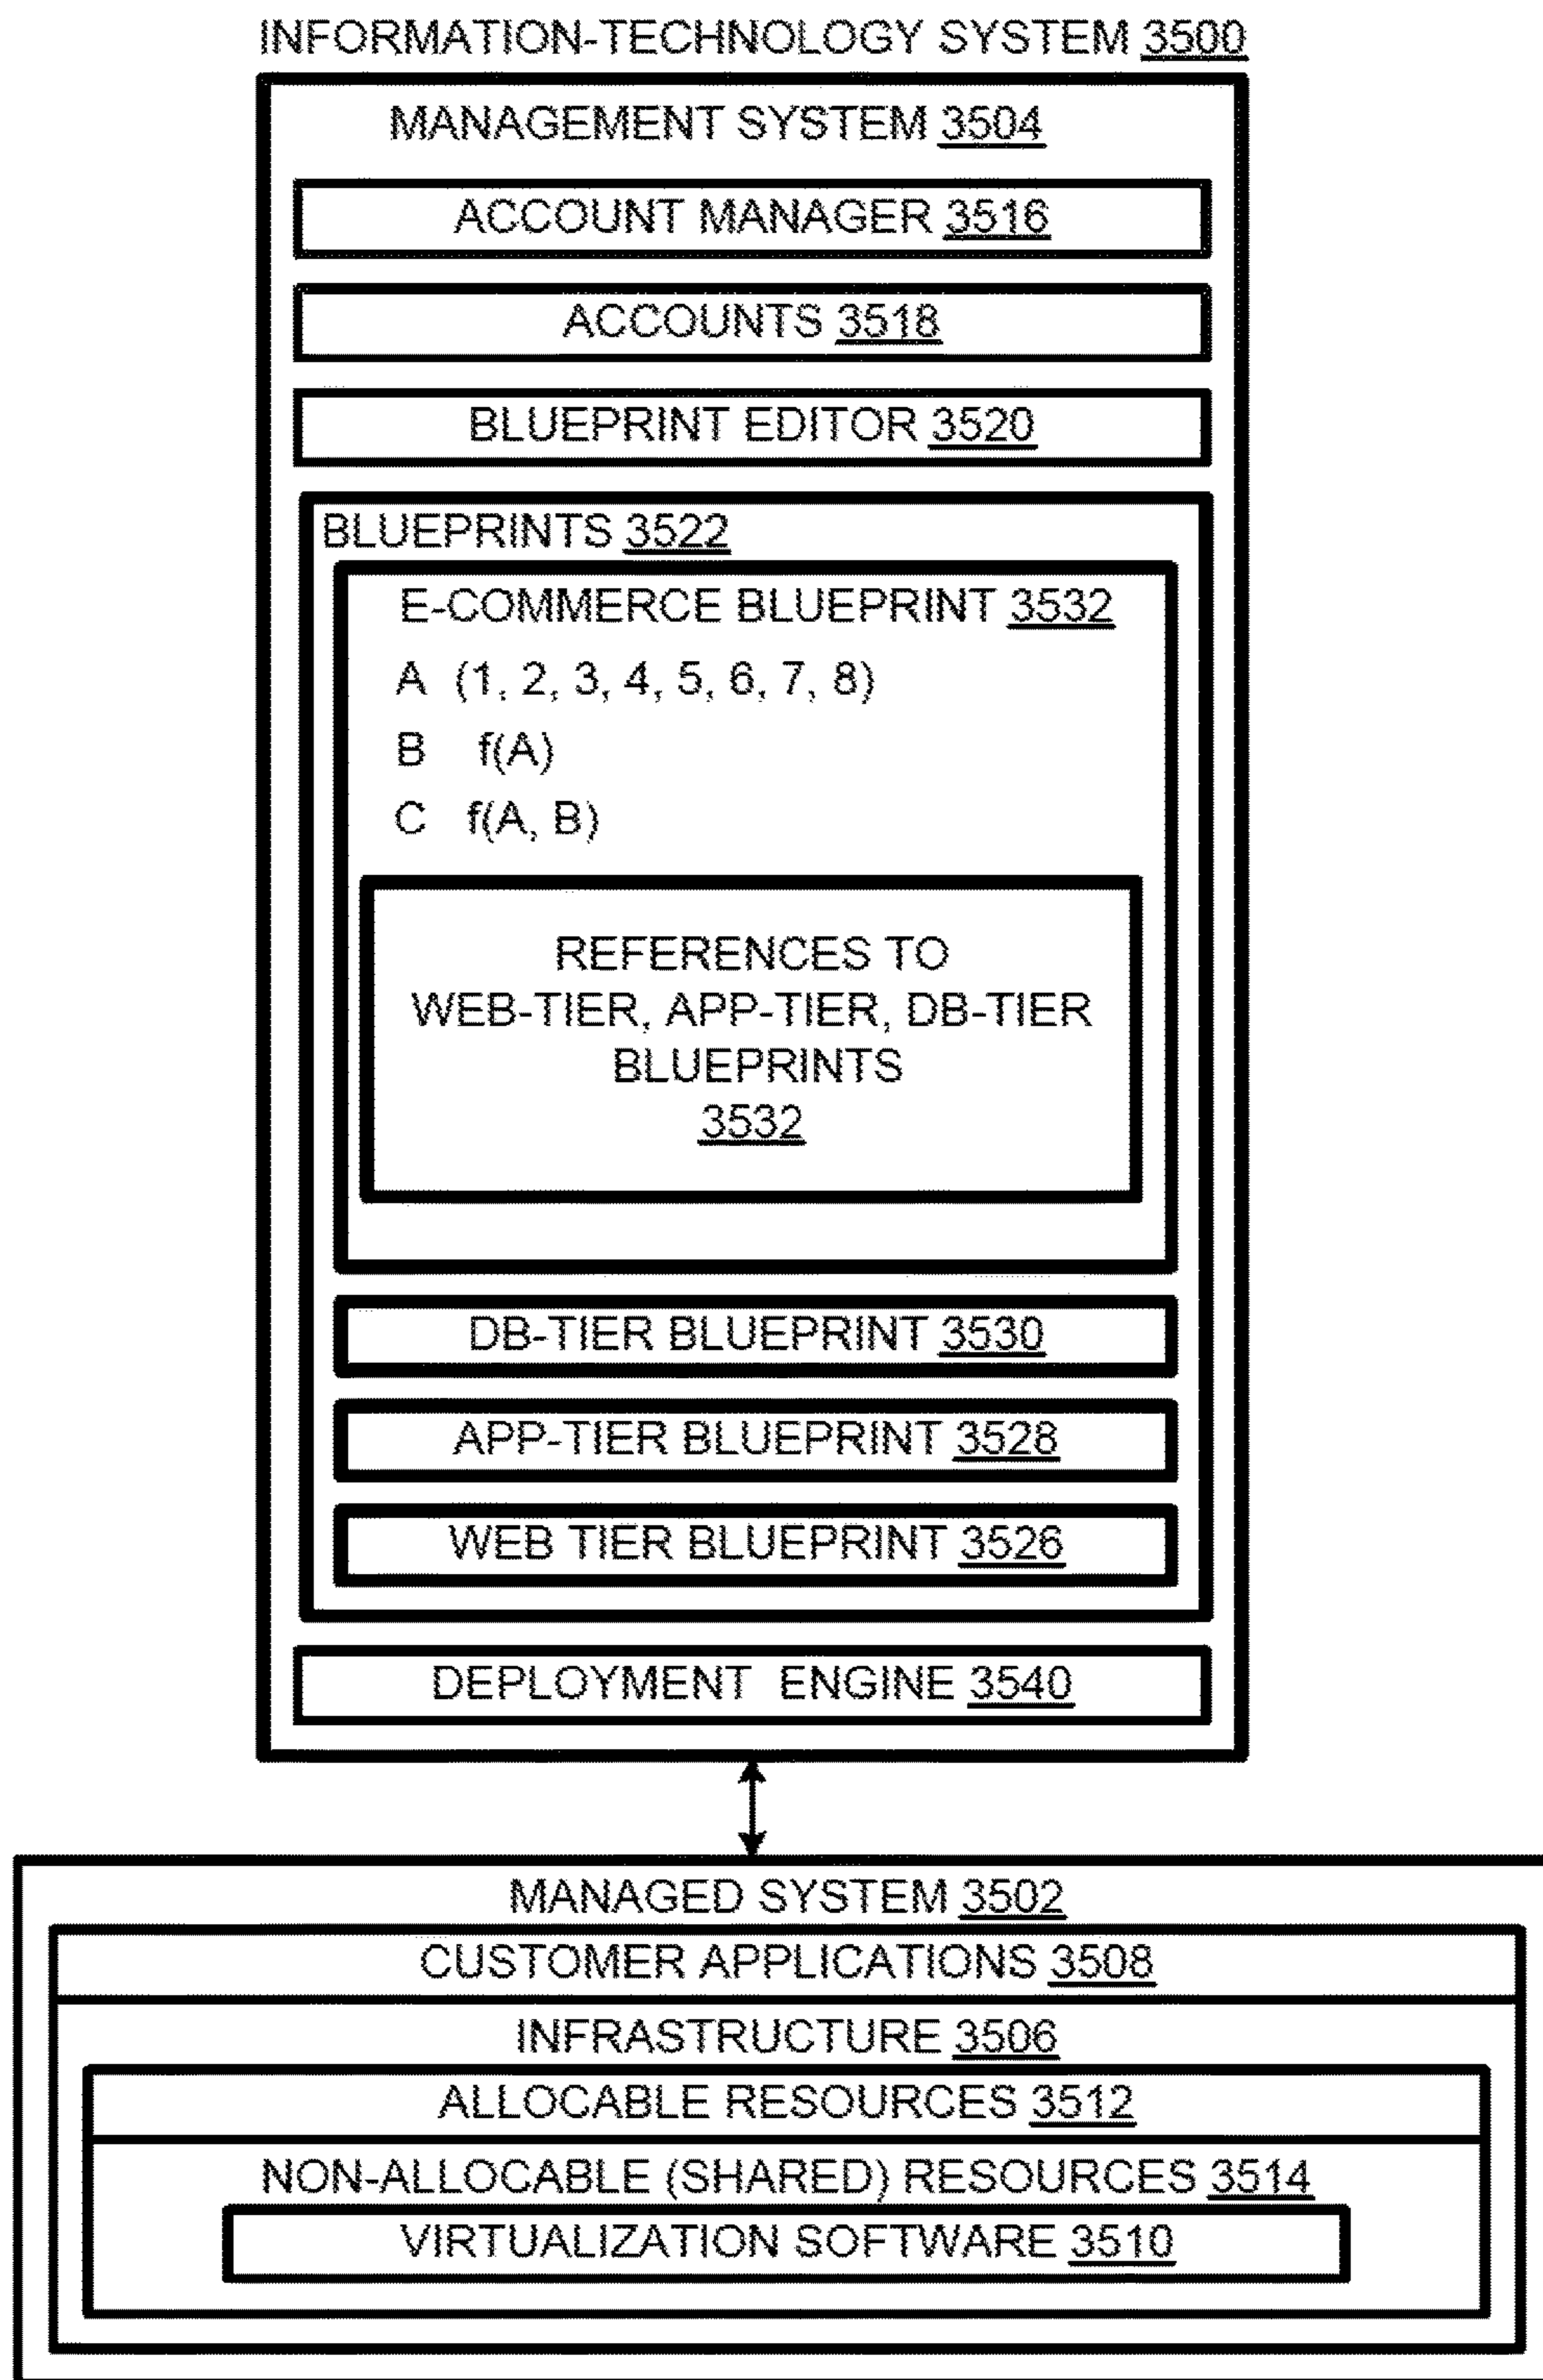 INFORMATION-TECHNOLOGY SYSTEM 3500
MANAGEMENT SYSTEM 3504
ACCOUNT MANAGER 3516
ACCOUNTS 3518
BLUEPRINT EDITOR 3520
BLUEPRINTS 3522
E-COMMERCE BLUEPRINT 3532
A (1, 2, 3, 4, 5, 6, 7, 8)
B f(A)
C f(A, B)
REFERENCES TO
WEB-TIER, APP-TIER, DB-TIER
BLUEPRINTS
3532
DB-TIER BLUEPRINT 3530
APP-TIER BLUEPRINT 3528
WEB TIER BLUEPRINT 3526
DEPLOYMENT ENGINE 3540
MANAGED SYSTEM 3502
CUSTOMER APPLICATIONS 3508
INFRASTRUCTURE 3506
ALLOCABLE RESOURCES 3512
NON-ALLOCABLE (SHARED) RESOURCES 3514
VIRTUALIZATION SOFTWARE 3510